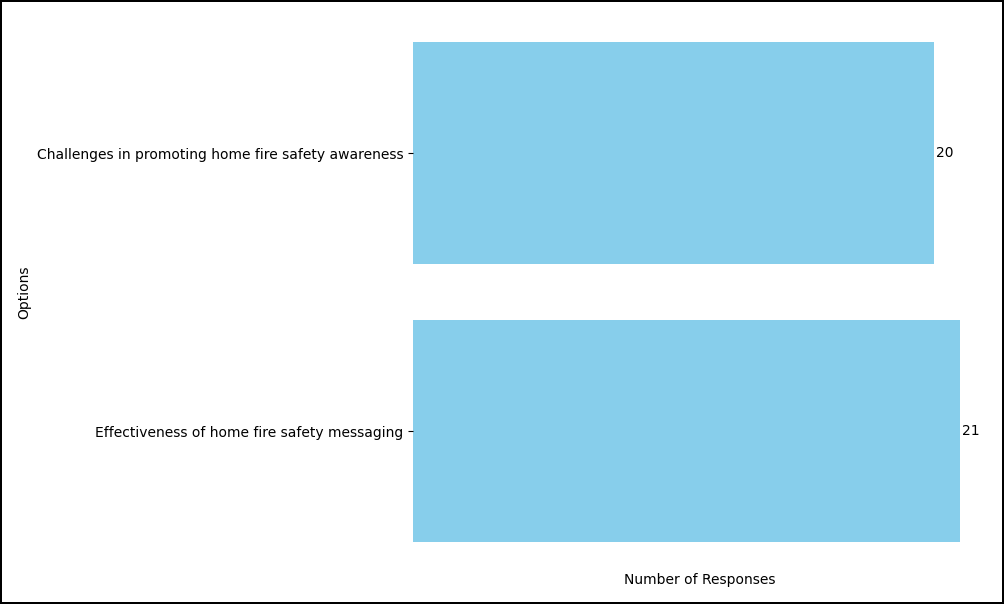 Challenges in promoting home fire safety awareness
20
Options
Effectiveness of home fire safety messaging
21
Number of Responses